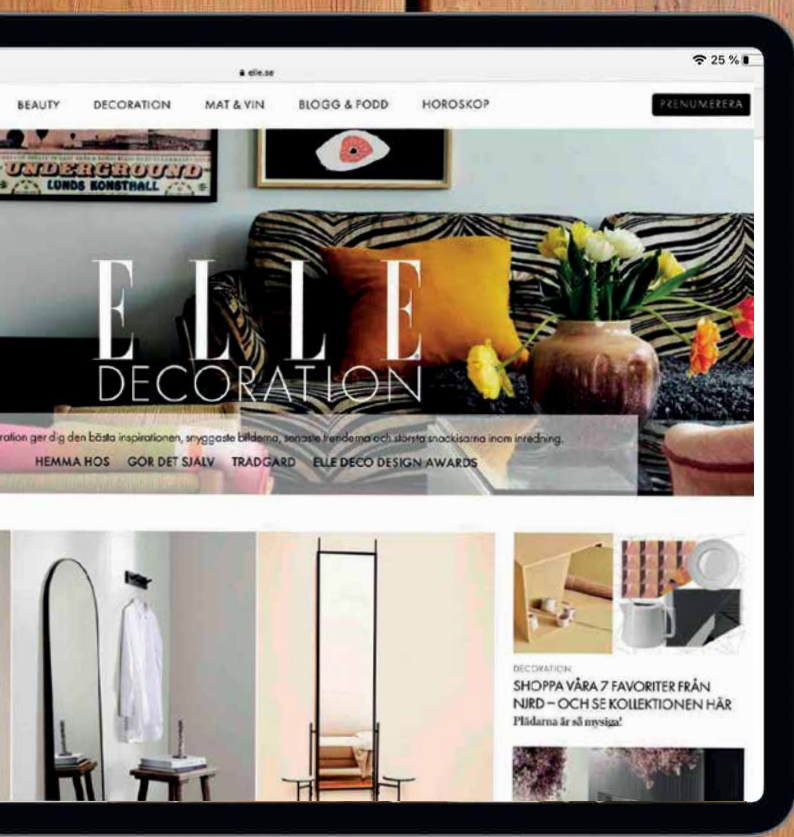 25 %
elle.se
BEAUTY DECORATION MAT & VIN BLOGG & PODD HOROSKOP PRENUMERERA
UNDERGROUND
LUNDS KONSTHALL
ELLE
DECORATION
ration ger dig den bästa inspirationen, snyggaste bilderna, senaste trenderna och största snackisarna inom inredning.
HEMMA HOS GÖR DET SJÄLV TRÄDGÅRD ELLE DECO DESIGN AWARDS
DECORATION
SHOPPA VÅRA 7 FAVORITER FRÅN
NJRD – OCH SE KOLLEKTIONEN HÄR
Plädarna är så mysiga!